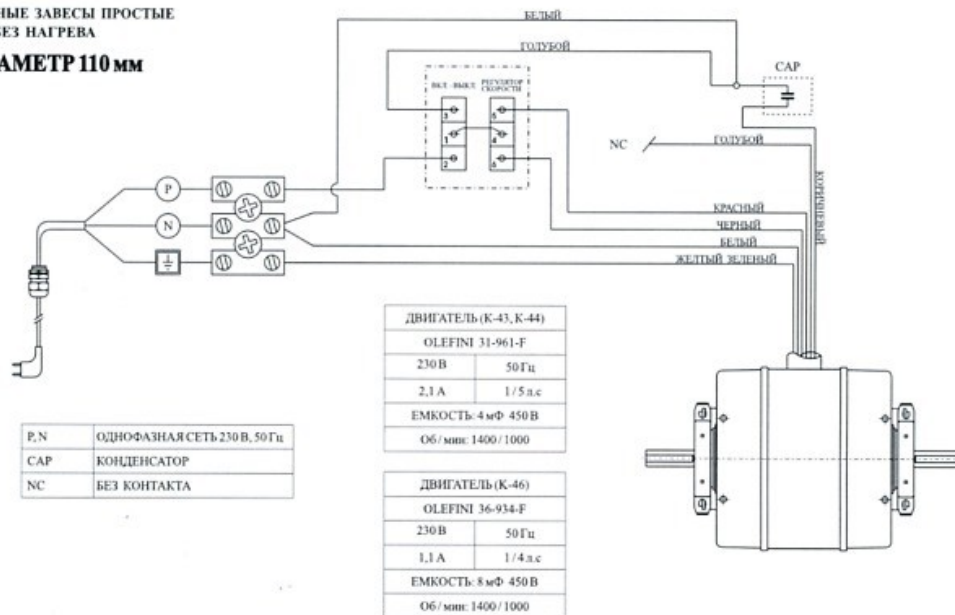 НЫЕ ЗАВЕСЫ ПРОСТЫЕ
БЕЗ НАГРЕВА
АМЕТР 110 мм
БЕЛЫЙ
ГОЛУБОЙ
CAP
ВКЛ - ВЫКЛ
РЕГУЛЯТОР
СКОРОСТИ
3
5
1
4
2
6
NC
ГОЛУБОЙ
КОРИЧНЕВЫЙ
P
N
КРАСНЫЙ
ЧЕРНЫЙ
БЕЛЫЙ
ЖЕЛТЫЙ ЗЕЛЕНЫЙ
ДВИГАТЕЛЬ (К-43, К-44)
OLEFINI 31-961-F
230 В 50 Гц
2,1 А 1/5 л.с
ЕМКОСТЬ: 4 мФ 450 В
Об/мин: 1400/1000
P, N ОДНОФАЗНАЯ СЕТЬ 230 В, 50 Гц
CAP КОНДЕНСАТОР
NC БЕЗ КОНТАКТА
ДВИГАТЕЛЬ (К-46)
OLEFINI 36-934-F
230 В 50 Гц
1,1 А 1/4 л.с
ЕМКОСТЬ: 8 мФ 450 В
Об/мин: 1400/1000